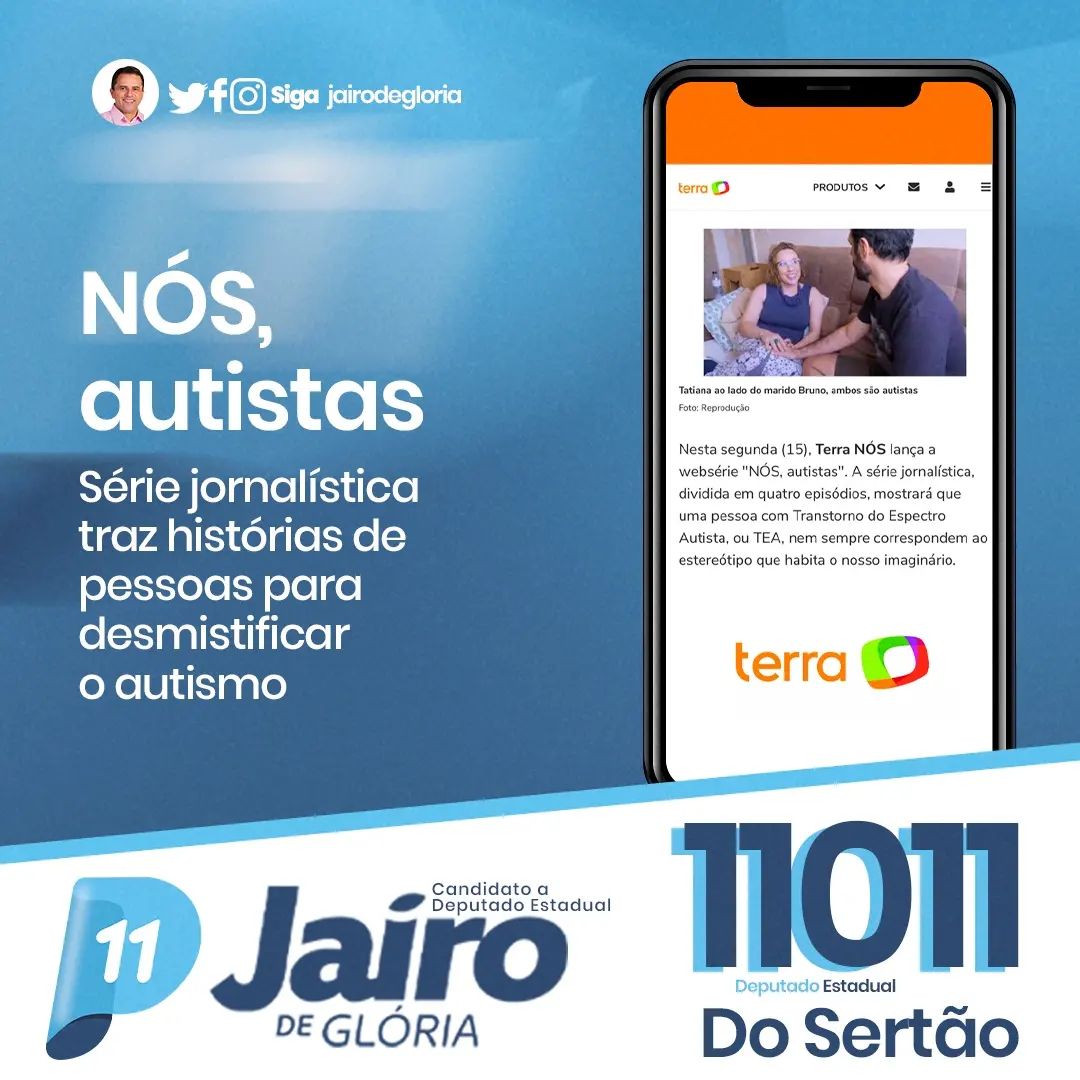 Siga jairodegloria
NÓS,
autistas
Série jornalística
traz histórias de
pessoas para
desmistificar
o autismo
terra
PRODUTOS
Tatiana ao lado do marido Bruno, ambos são autistas
Foto: Reprodução
Nesta segunda (15), Terra NÓS lança a
websérie "NÓS, autistas". A série jornalística,
dividida em quatro episódios, mostrará que
uma pessoa com Transtorno do Espectro
Autista, ou TEA, nem sempre correspondem ao
estereótipo que habita o nosso imaginário.
terra
11
Candidato a
Deputado Estadual
Jairo
DE GLÓRIA
11011
Deputado Estadual
Do Sertão